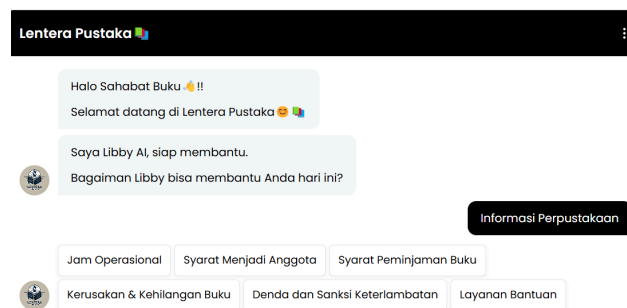 Lentera Pustaka
Halo Sahabat Buku👋!!
Selamat datang di Lentera Pustaka😊
Saya Libby AI, siap membantu.
Bagaiman Libby bisa membantu Anda hari ini?
Informasi Perpustakaan
Jam Operasional Syarat Menjadi Anggota Syarat Peminjaman Buku
Kerusakan & Kehilangan Buku Denda dan Sanksi Keterlambatan Layanan Bantuan